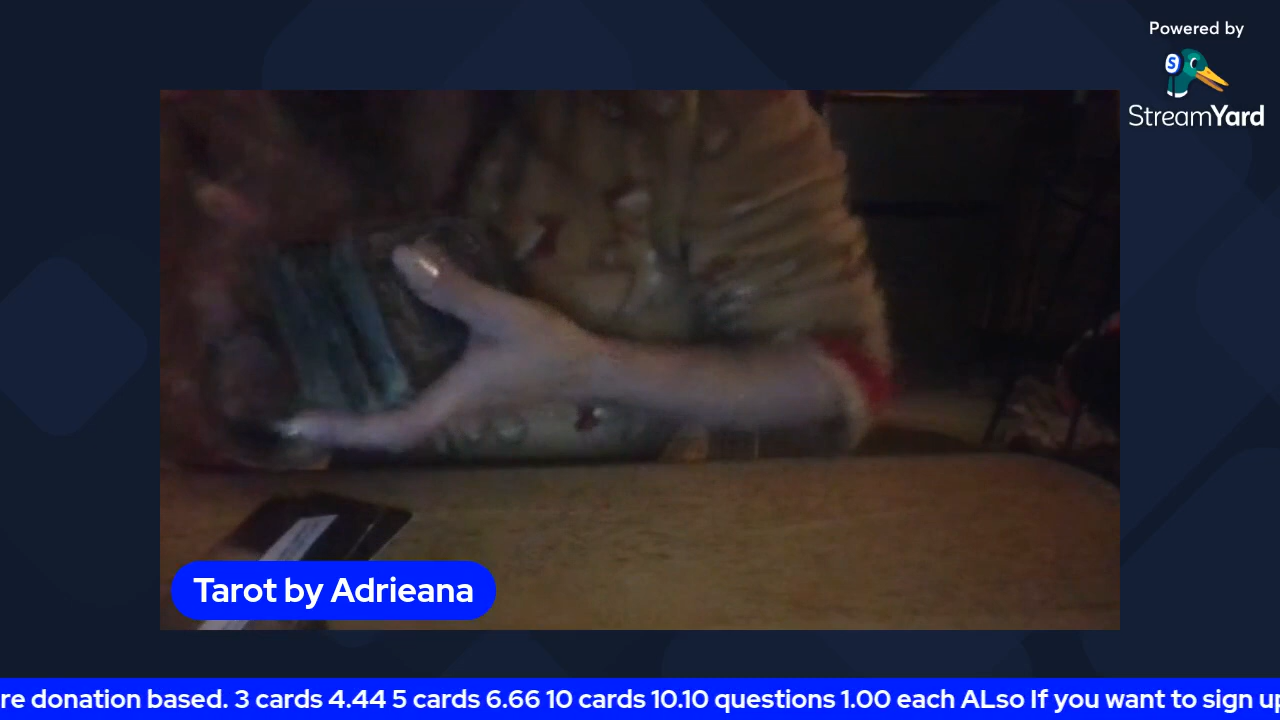 Powered by
StreamYard
Tarot by Adrieana
re donation based. 3 cards 4.44 5 cards 6.66 10 cards 10.10 questions 1.00 each ALso If you want to sign up